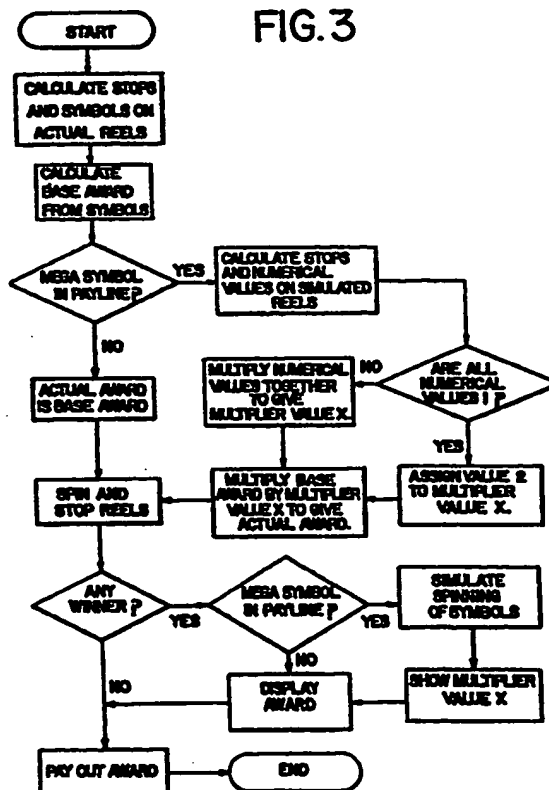 FIG. 3
START
CALCULATE STOPS
AND SYMBOLS ON
ACTUAL REELS
CALCULATE
BASE AWARD
FROM SYMBOLS
MEGA SYMBOL
IN PAYLINE?
YES
CALCULATE STOPS
AND NUMERICAL
VALUES ON SIMULATED
REELS
NO
ARE ALL
NUMERICAL
VALUES 1?
NO
MULTIPLY NUMERICAL
VALUES TOGETHER
TO GIVE
MULTIPLIER VALUE X.
ACTUAL AWARD
IS BASE AWARD
YES
ASSIGN VALUE 2
TO MULTIPLIER
VALUE X.
MULTIPLY BASE
AWARD BY MULTIPLIER
VALUE X TO GIVE
ACTUAL AWARD.
SPIN AND
STOP REELS
ANY
WINNER?
YES
MEGA SYMBOL
IN PAYLINE?
YES
SIMULATE
SPINNING
OF SYMBOLS
NO
NO
DISPLAY
AWARD
SHOW MULTIPLIER
VALUE X
PAY OUT AWARD
END